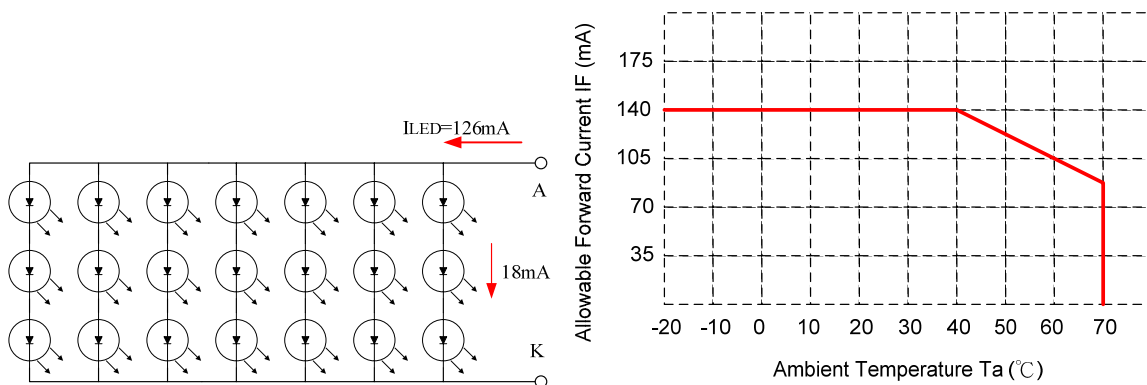 ILED=126mA
A
18mA
K
Allowable Forward Current IF (mA)
175
140
105
70
35
-20 -10 0 10 20 30 40 50 60 70
Ambient Temperature Ta (℃)